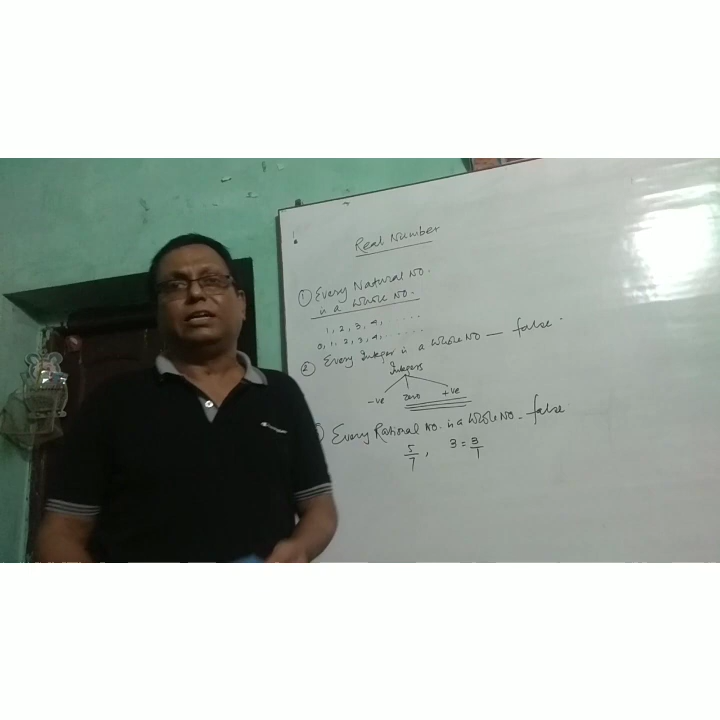 Real Number
① Every Natural No.
is a Whole No.
1, 2, 3, 4, ......
0, 1, 2, 3, 4, ......
② Every Integer is a Whole No — false.
Integers
-ve zero +ve
Every Rational No. is a Whole No - false.
5/7, 3 = 3/1